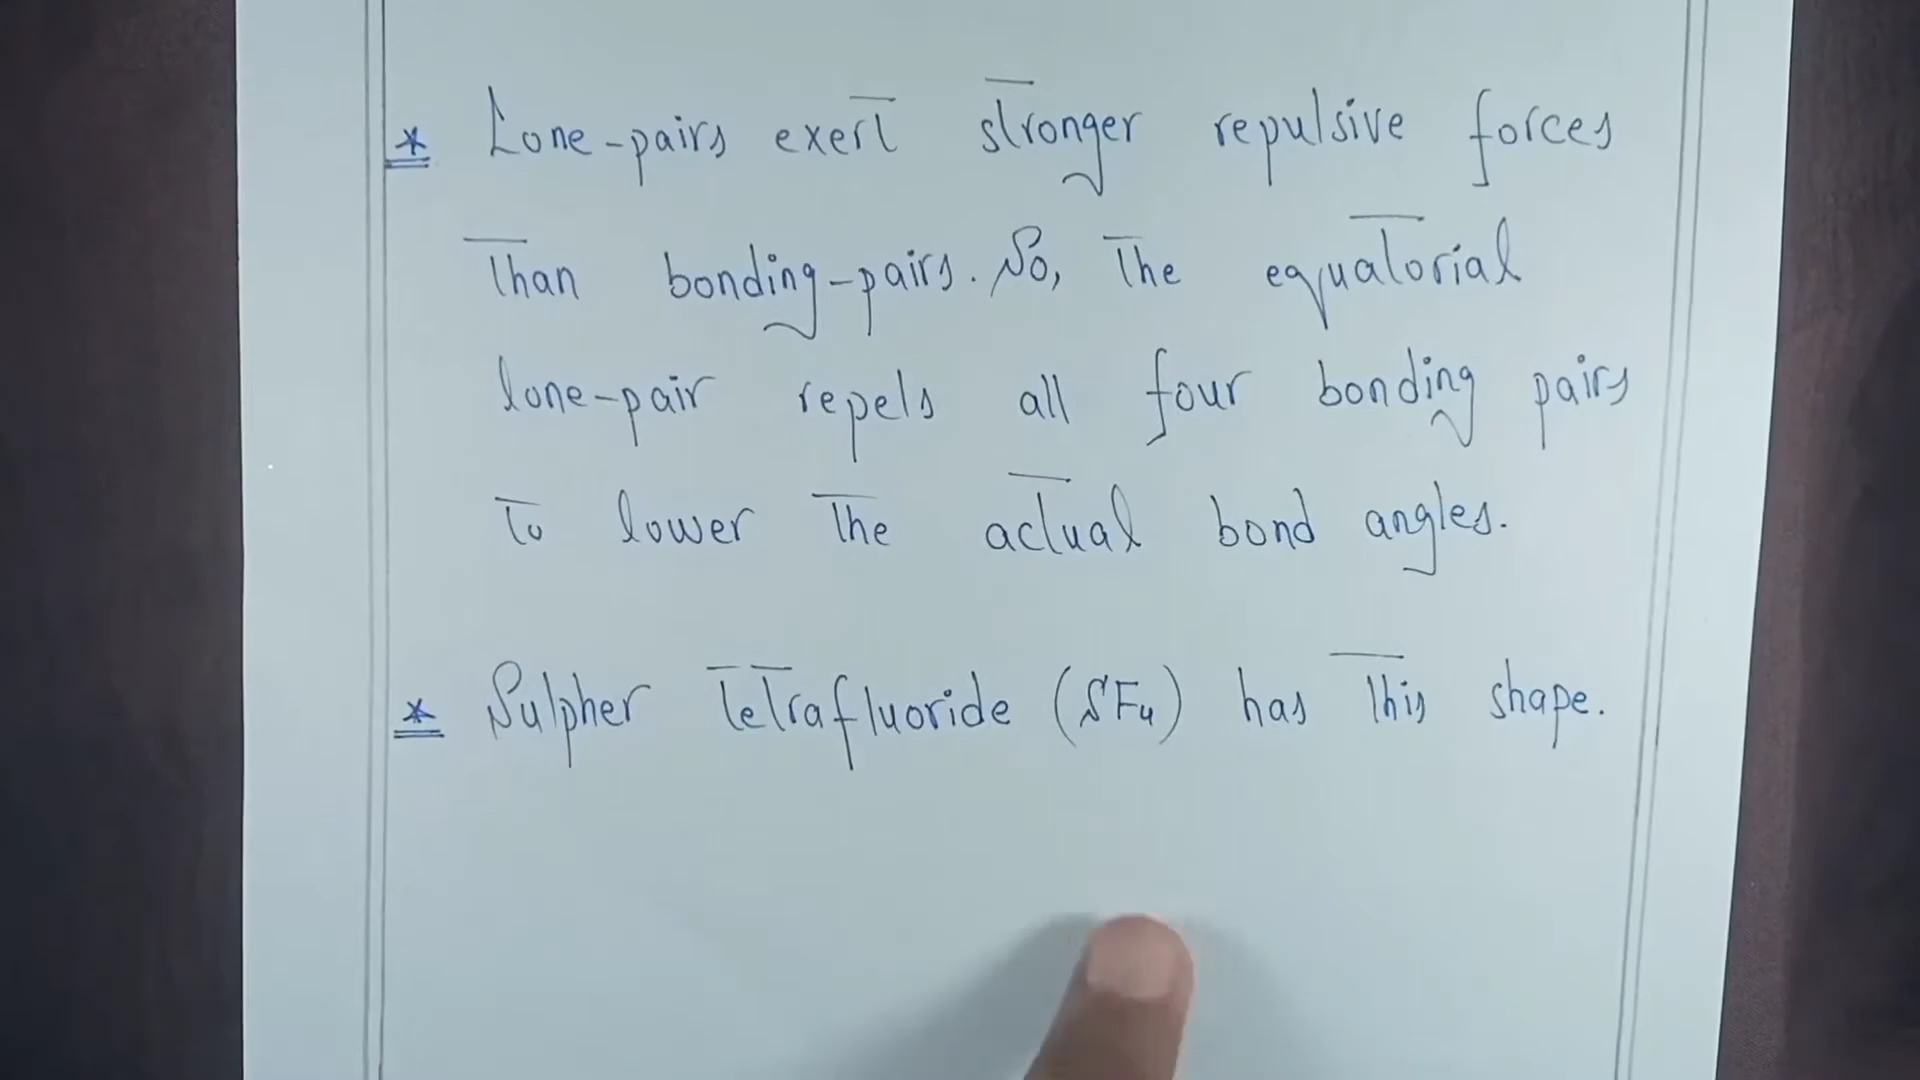 * Lone-pairs exert stronger repulsive forces
than bonding-pairs. So, the equatorial
lone-pair repels all four bonding pairs
to lower the actual bond angles.
* Sulpher tetrafluoride (SF₄) has this shape.